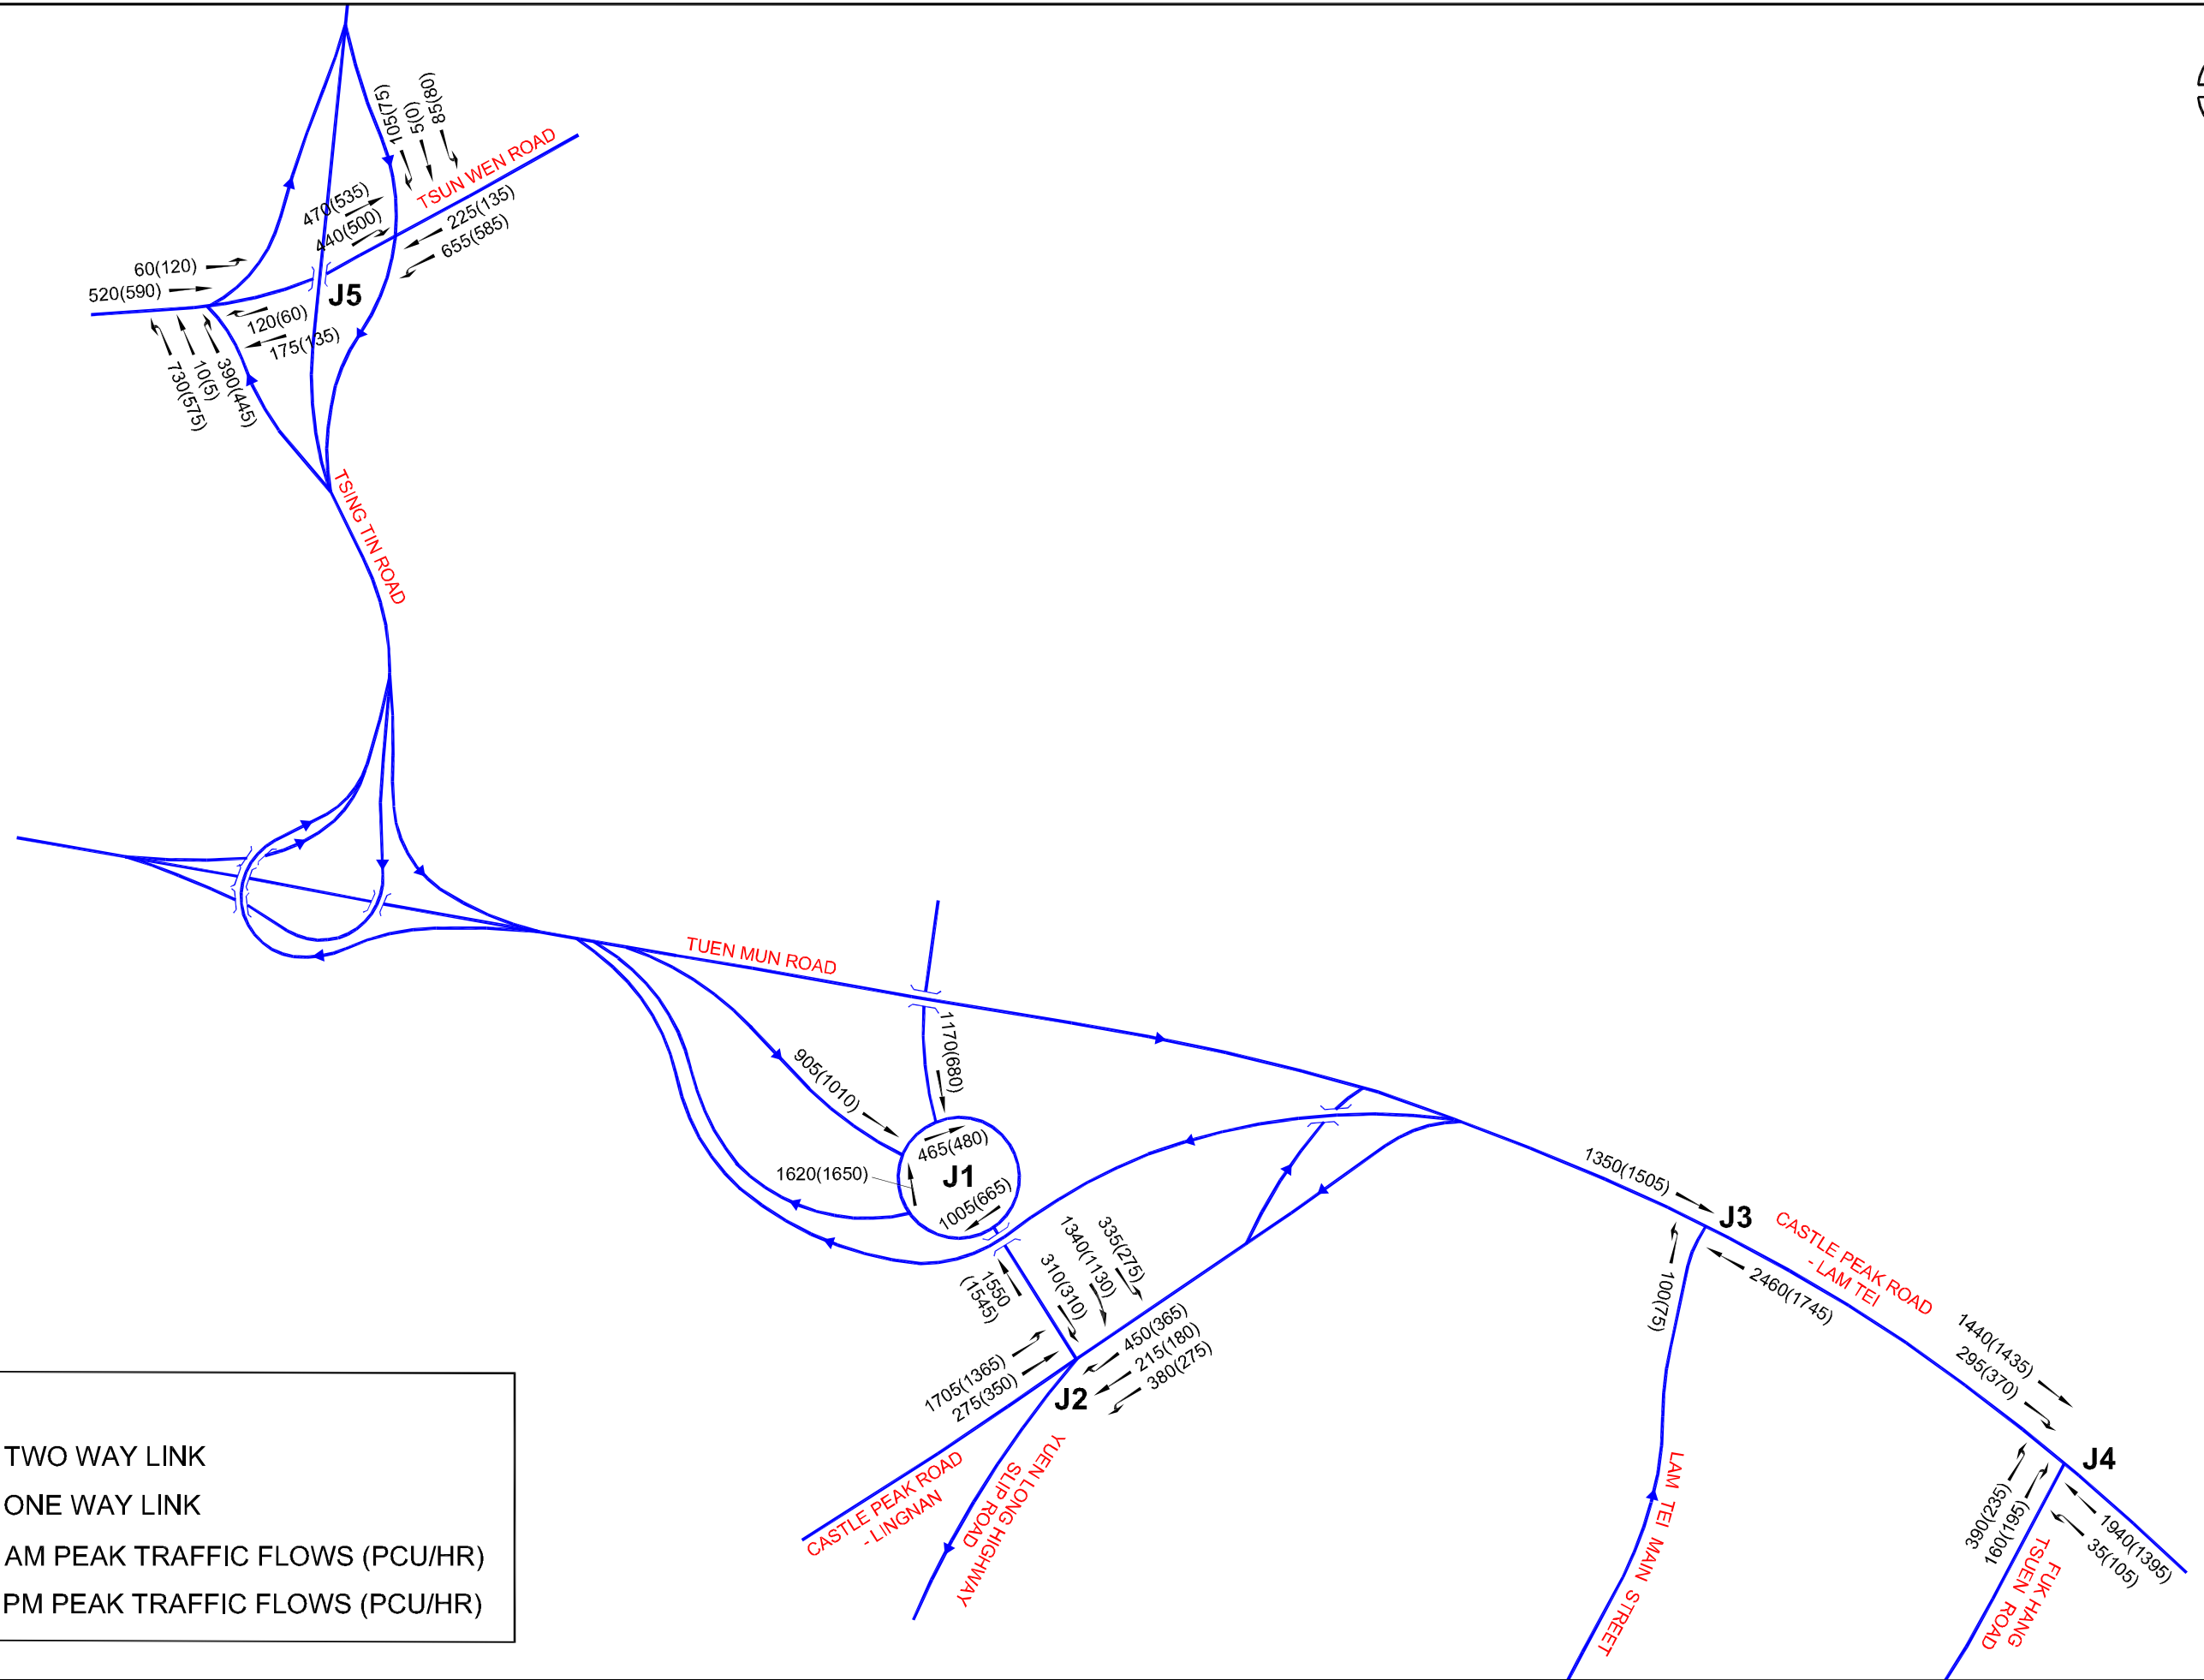 105(75)
5(0)
85(80)
TSUN WEN ROAD
470(535)
440(500)
225(135)
655(585)
60(120)
520(590)
J5
120(60)
175(135)
730(575)
10(5)
390(445)
TSING TIN ROAD
TUEN MUN ROAD
1170(680)
905(1010)
465(480)
J1
1620(1650)
1005(665)
1550
(1545)
310(310)
1340(1130)
335(275)
1705(1365)
275(350)
450(365)
215(180)
380(275)
J2
CASTLE PEAK ROAD
- LINGNAN
YUEN LONG HIGHWAY
SLIP ROAD
1350(1505)
J3
CASTLE PEAK ROAD
- LAM TEI
100(75)
2460(1745)
LAM TEI MAIN STREET
1440(1435)
295(370)
J4
390(235)
160(195)
1940(1395)
35(105)
FUK HANG
TSUEN ROAD
TWO WAY LINK
ONE WAY LINK
AM PEAK TRAFFIC FLOWS (PCU/HR)
PM PEAK TRAFFIC FLOWS (PCU/HR)